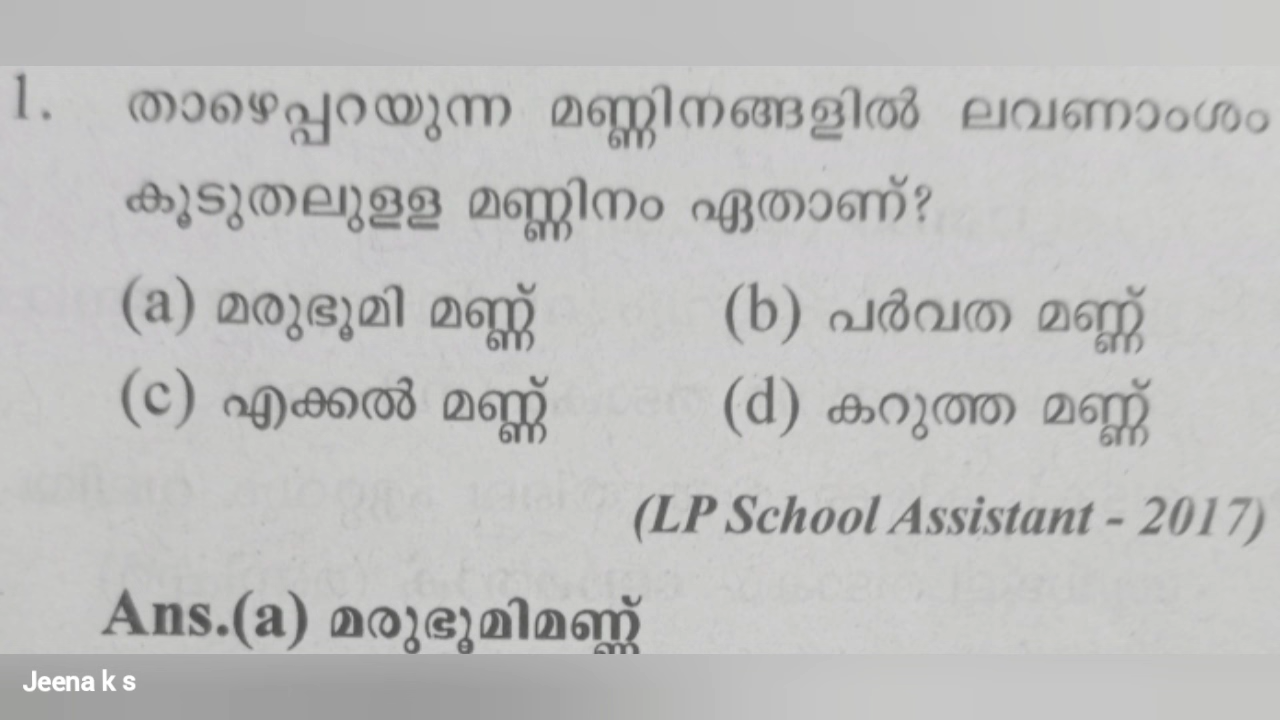 1. താഴെപ്പറയുന്ന മണ്ണിനങ്ങളിൽ ലവണാംശം
കൂടുതലുളള മണ്ണിനം ഏതാണ്?
(a) മരുഭൂമി മണ്ണ് (b) പർവത മണ്ണ്
(c) എക്കൽ മണ്ണ് (d) കറുത്ത മണ്ണ്
(LP School Assistant - 2017)
Ans.(a) മരുഭൂമിമണ്ണ്
Jeena k s